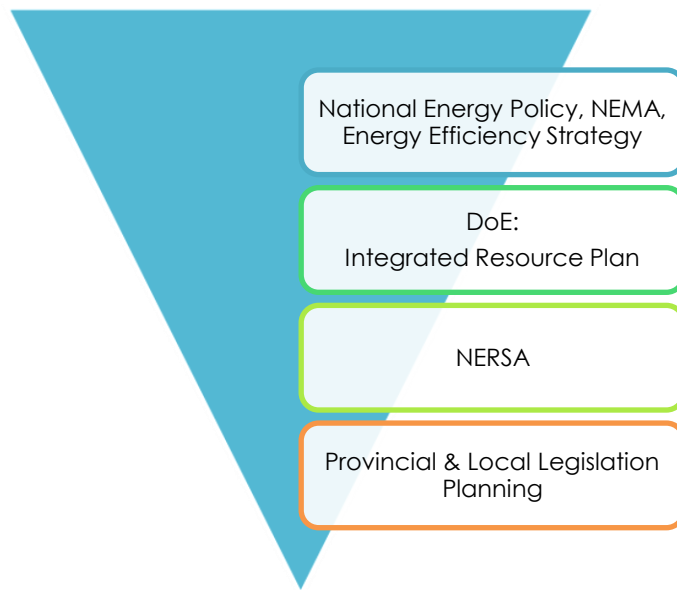 National Energy Policy, NEMA,
Energy Efficiency Strategy
DoE:
Integrated Resource Plan
NERSA
Provincial & Local Legislation
Planning